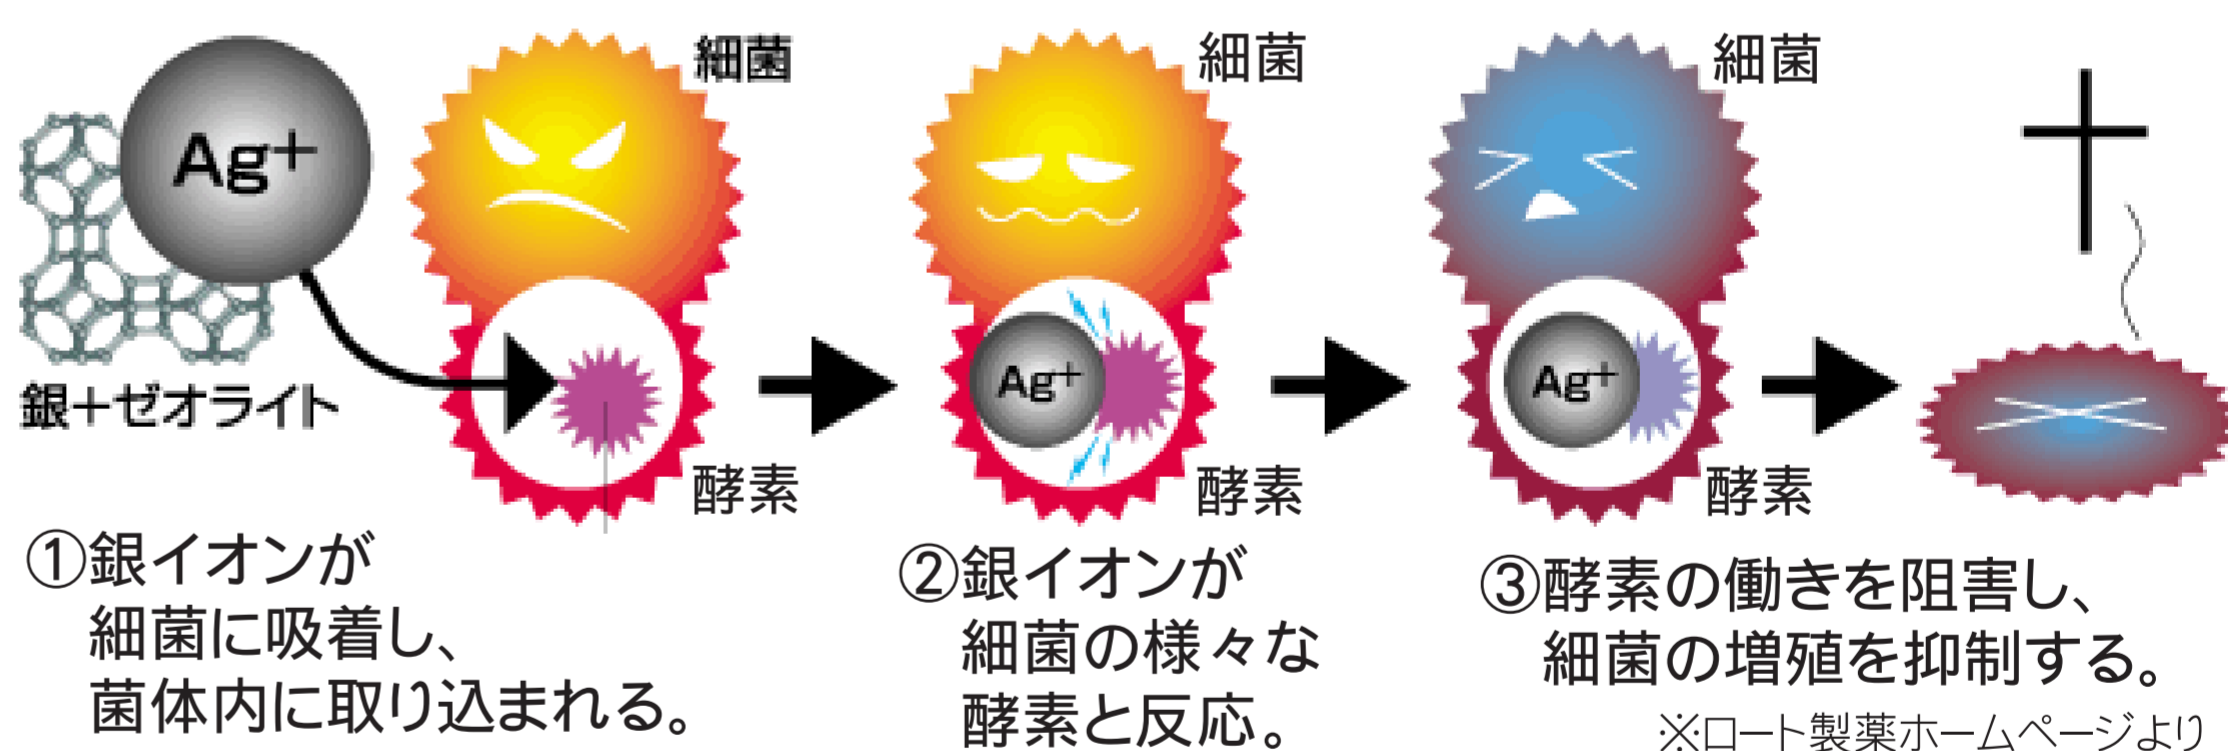 Ag+
銀+ゼオライト
細菌
酵素
細菌
Ag+
酵素
細菌
Ag+
酵素
①銀イオンが
細菌に吸着し、
菌体内に取り込まれる。
②銀イオンが
細菌の様々な
酵素と反応。
③酵素の働きを阻害し、
細菌の増殖を抑制する。
※ロート製薬ホームページより